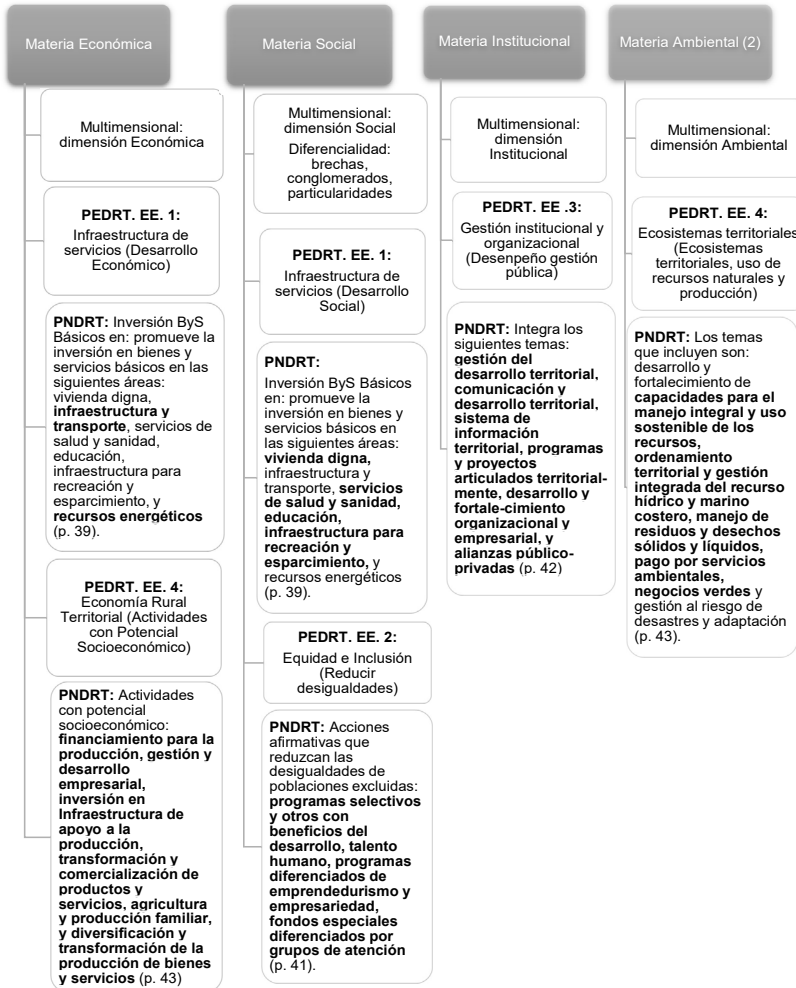 Materia Económica
Multimensional:
dimensión Económica
PEDRT. EE. 1:
Infraestructura de
servicios (Desarrollo
Económico)
PNDRT: Inversión ByS
Básicos en: promueve la
inversión en bienes y
servicios básicos en las
siguientes áreas:
vivienda digna,
infraestructura y
transporte, servicios de
salud y sanidad,
educación,
infraestructura para
recreación y
esparcimiento, y
recursos energéticos
(p. 39).
PEDRT. EE. 4:
Economía Rural
Territorial (Actividades
con Potencial
Socioeconómico)
PNDRT: Actividades
con potencial
socioeconómico:
financiamiento para la
producción, gestión y
desarrollo
empresarial,
inversión en
Infraestructura de
apoyo a la
producción,
transformación y
comercialización de
productos y
servicios, agricultura
y producción familiar,
y diversificación y
transformación de la
producción de bienes
y servicios (p. 43)
Materia Social
Multimensional:
dimensión Social
Diferencialidad:
brechas,
conglomerados,
particularidades
PEDRT. EE. 1:
Infraestructura de
servicios (Desarrollo
Social)
PNDRT:
Inversión ByS Básicos
en: promueve la
inversión en bienes y
servicios básicos en
las siguientes áreas:
vivienda digna,
infraestructura y
transporte, servicios
de salud y sanidad,
educación,
infraestructura para
recreación y
esparcimiento, y
recursos energéticos
(p. 39).
PEDRT. EE. 2:
Equidad e Inclusión
(Reducir
desigualdades)
PNDRT: Acciones
afirmativas que
reduzcan las
desigualdades de
poblaciones excluidas:
programas selectivos
y otros con
beneficios del
desarrollo, talento
humano, programas
diferenciados de
emprendedurismo y
empresariedad,
fondos especiales
diferenciados por
grupos de atención
(p. 41).
Materia Institucional
Multimensional:
dimensión
Institucional
PEDRT. EE .3:
Gestión institucional y
organizacional
(Desenpeño gestión
pública)
PNDRT: Integra los
siguientes temas:
gestión del
desarrollo territorial,
comunicación y
desarrollo territorial,
sistema de
información
territorial, programas
y proyectos
articulados territorial-
mente, desarrollo y
fortale-cimiento
organizacional y
empresarial, y
alianzas público-
privadas (p. 42)
Materia Ambiental (2)
Multimensional:
dimensión Ambiental
PEDRT. EE. 4:
Ecosistemas territoriales
(Ecosistemas
territoriales, uso de
recursos naturales y
producción)
PNDRT: Los temas
que incluyen son:
desarrollo y
fortalecimiento de
capacidades para el
manejo integral y uso
sostenible de los
recursos,
ordenamiento
territorial y gestión
integrada del recurso
hídrico y marino
costero, manejo de
residuos y desechos
sólidos y líquidos,
pago por servicios
ambientales,
negocios verdes y
gestión al riesgo de
desastres y adaptación
(p. 43).